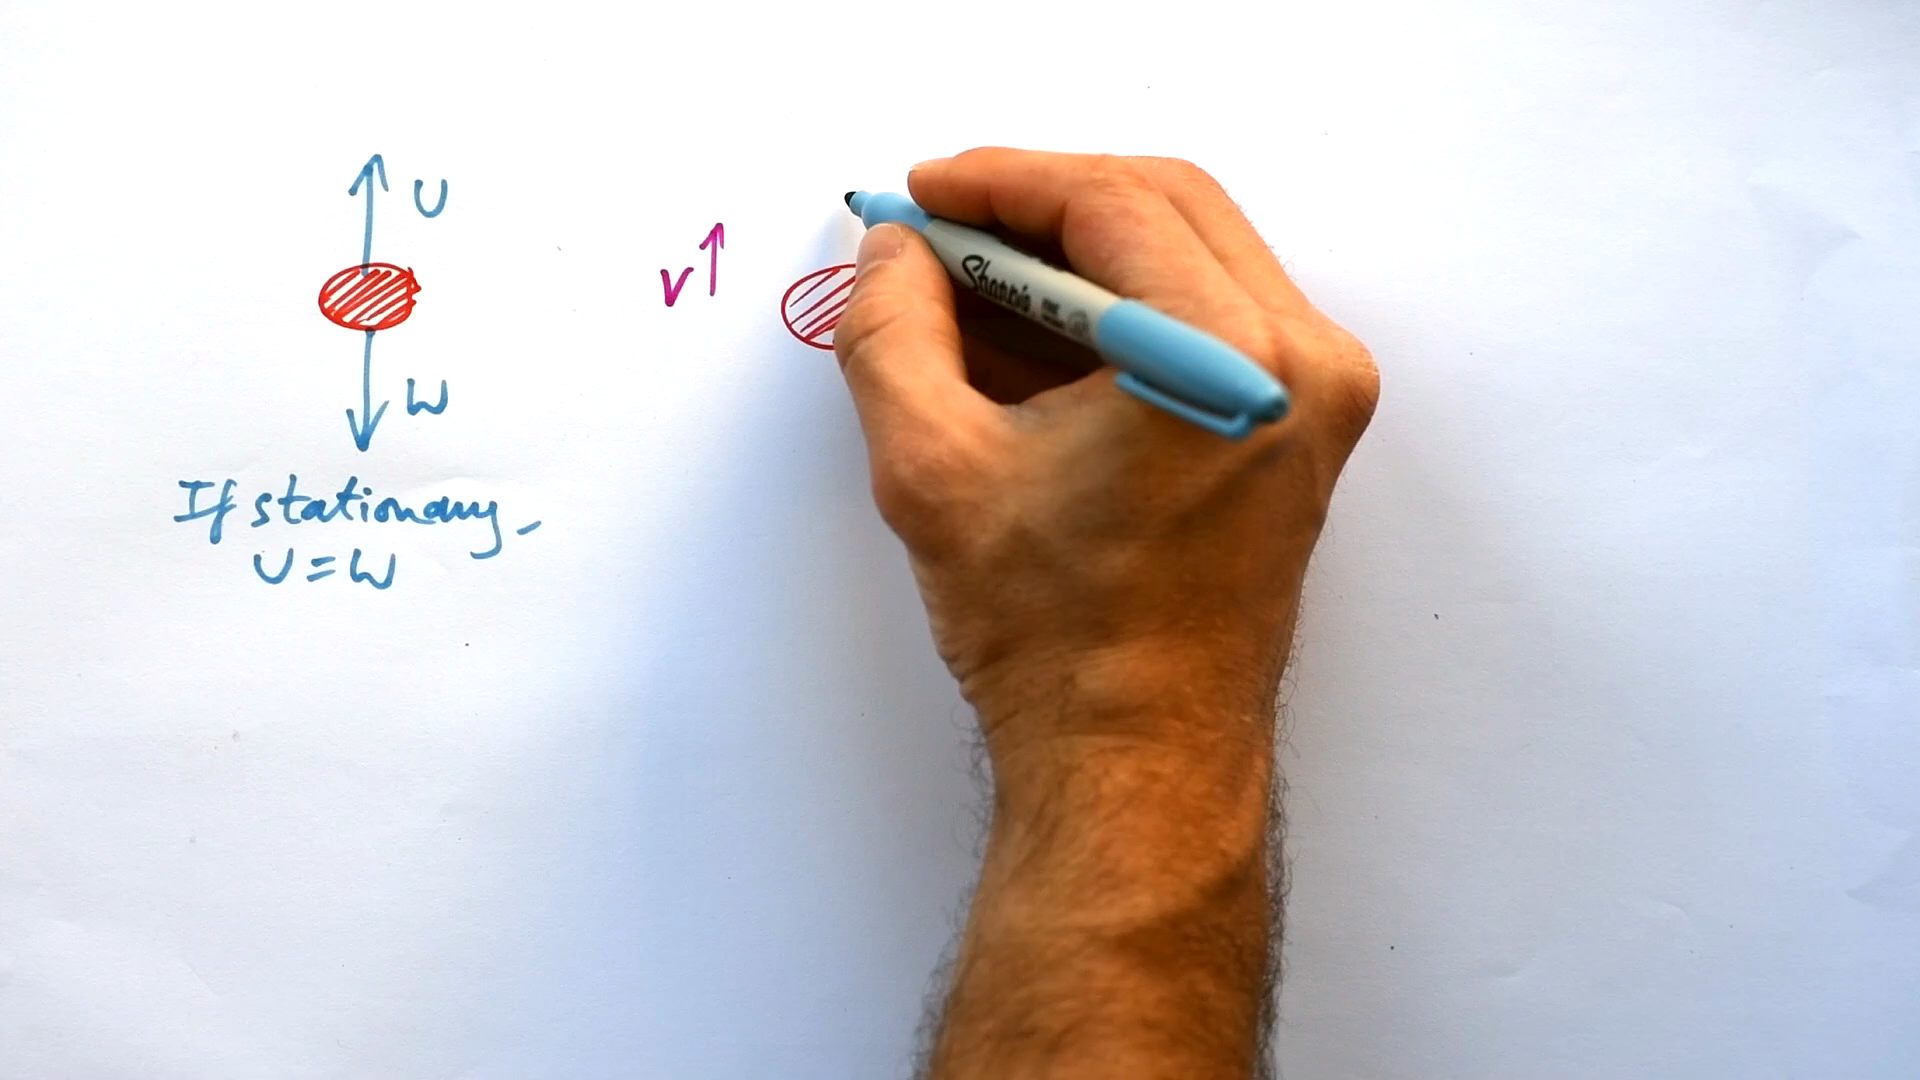 U
W
If stationary,
U = W
v
Sharpie